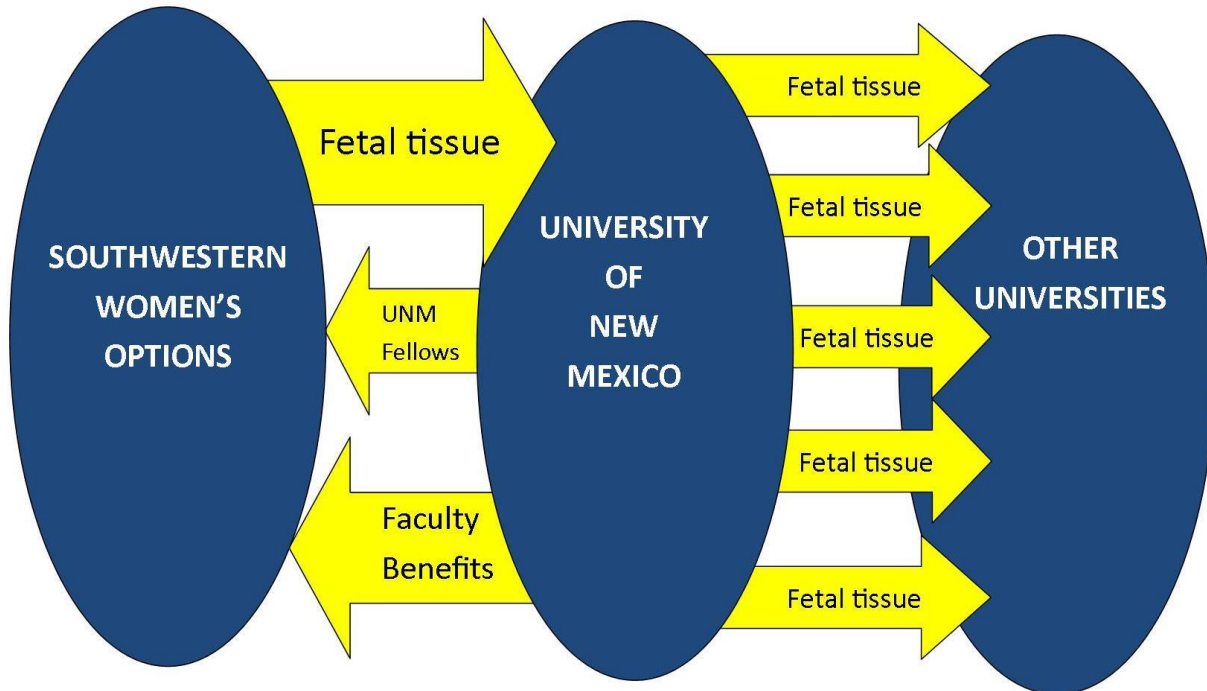 SOUTHWESTERN
WOMEN'S
OPTIONS
Fetal tissue
UNM
Fellows
Faculty
Benefits
UNIVERSITY
OF
NEW
MEXICO
Fetal tissue
Fetal tissue
Fetal tissue
Fetal tissue
Fetal tissue
OTHER
UNIVERSITIES